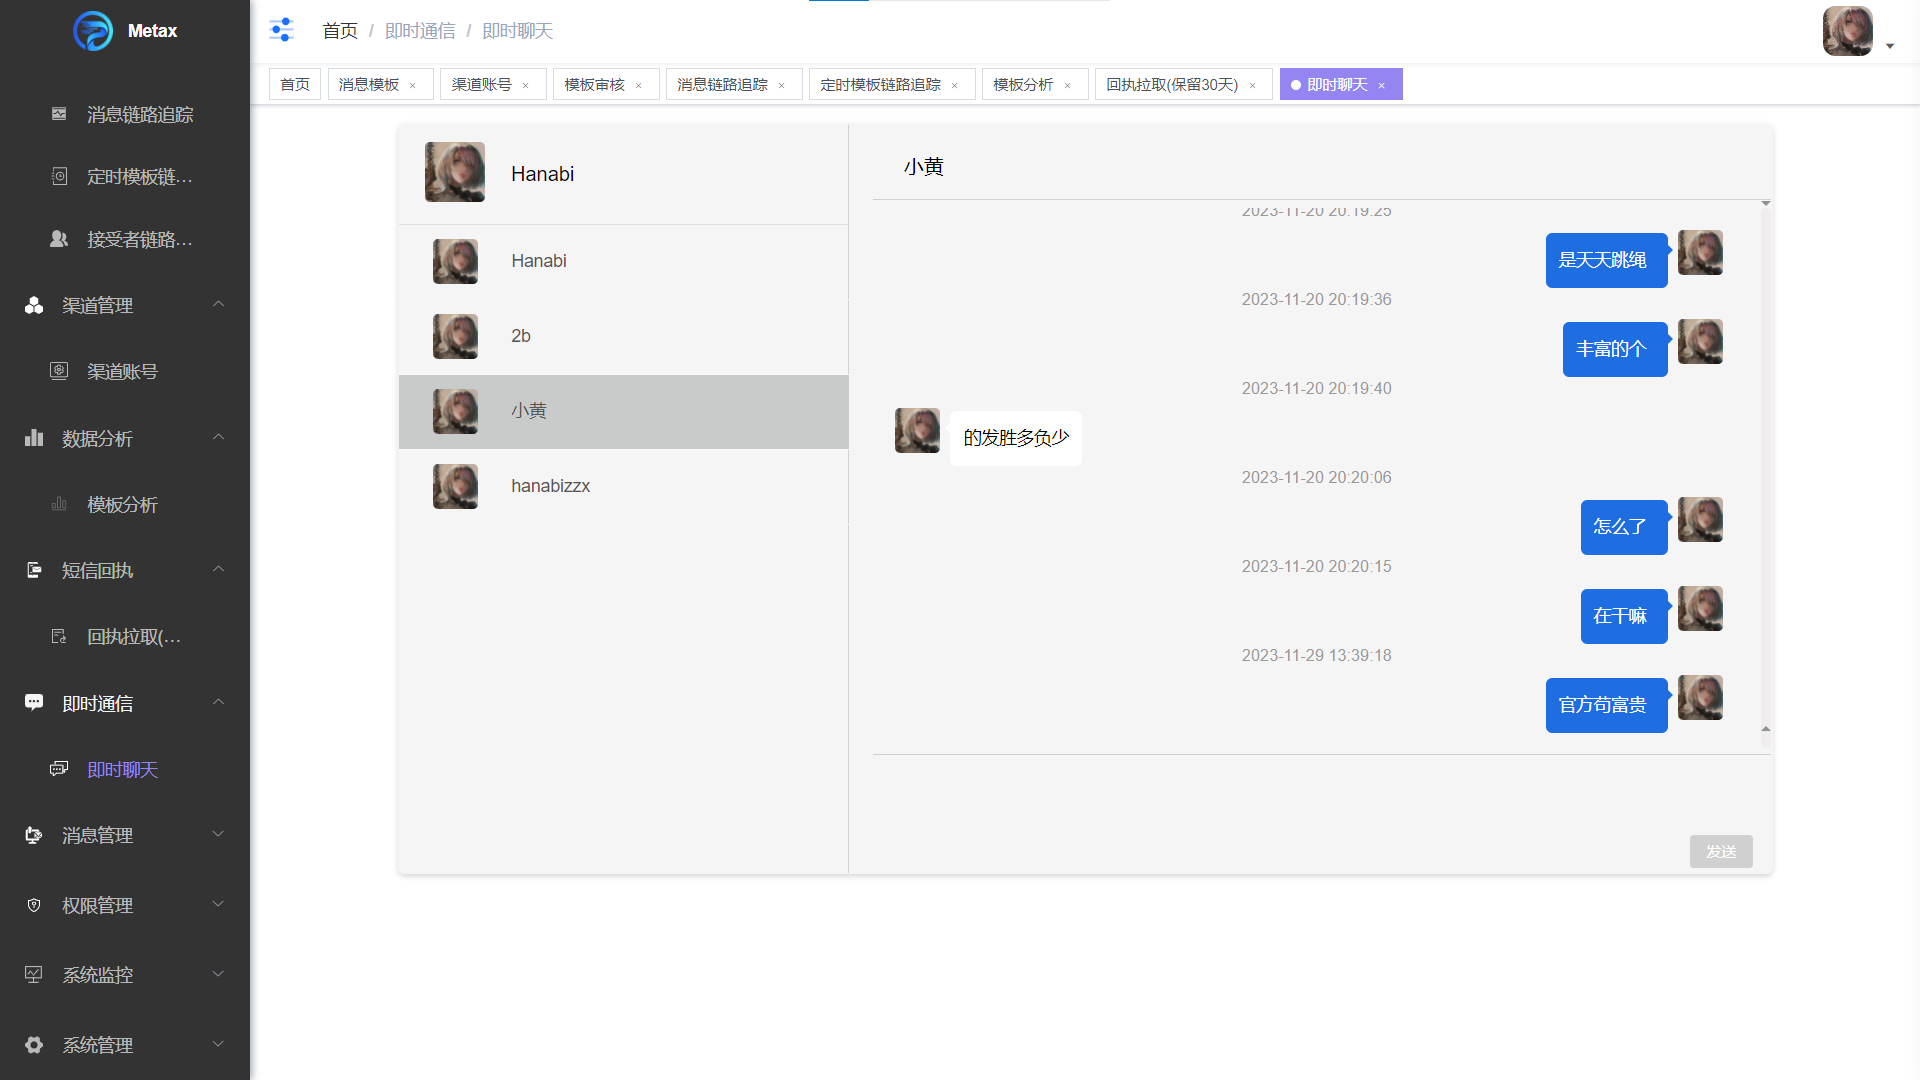 Metax
消息链路追踪
定时模板链…
接受者链路…
渠道管理
渠道账号
数据分析
模板分析
短信回执
回执拉取(…
即时通信
即时聊天
消息管理
权限管理
系统监控
系统管理
首页 / 即时通信 / 即时聊天
首页 消息模板 × 渠道账号 × 模板审核 × 消息链路追踪 × 定时模板链路追踪 × 模板分析 × 回执拉取(保留30天) × 即时聊天 ×
Hanabi
Hanabi
2b
小黄
hanabizzx
小黄
2023-11-20 20:19:25
是天天跳绳
2023-11-20 20:19:36
丰富的个
2023-11-20 20:19:40
的发胜多负少
2023-11-20 20:20:06
怎么了
2023-11-20 20:20:15
在干嘛
2023-11-29 13:39:18
官方苟富贵
发送